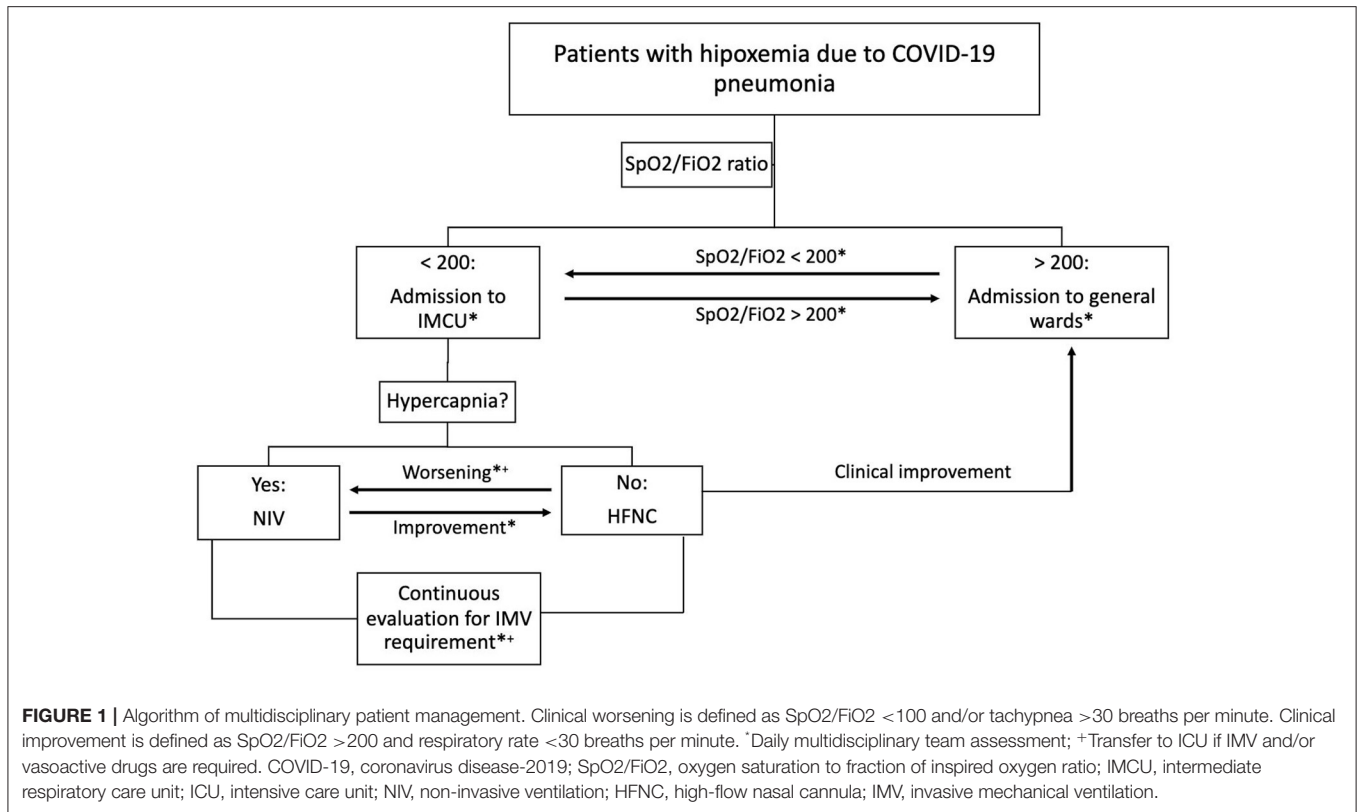 Patients with hipoxemia due to COVID-19
pneumonia
SpO2/FiO2 ratio
< 200:
Admission to
IMCU*
SpO2/FiO2 < 200*
SpO2/FiO2 > 200*
> 200:
Admission to general
wards*
Hypercapnia?
Yes:
NIV
Worsening*+
Improvement*
No:
HFNC
Clinical improvement
Continuous
evaluation for IMV
requirement*+
FIGURE 1 | Algorithm of multidisciplinary patient management. Clinical worsening is defined as SpO2/FiO2 <100 and/or tachypnea >30 breaths per minute. Clinical
improvement is defined as SpO2/FiO2 >200 and respiratory rate <30 breaths per minute. *Daily multidisciplinary team assessment; +Transfer to ICU if IMV and/or
vasoactive drugs are required. COVID-19, coronavirus disease-2019; SpO2/FiO2, oxygen saturation to fraction of inspired oxygen ratio; IMCU, intermediate
respiratory care unit; ICU, intensive care unit; NIV, non-invasive ventilation; HFNC, high-flow nasal cannula; IMV, invasive mechanical ventilation.